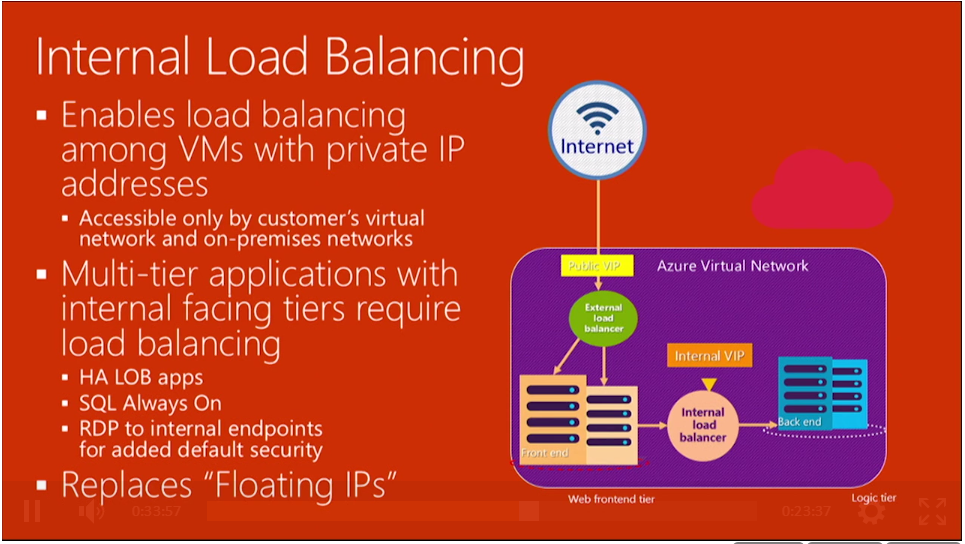 Internal Load Balancing
▪ Enables load balancing
among VMs with private IP
addresses
▪ Accessible only by customer's virtual
network and on-premises networks
▪ Multi-tier applications with
internal facing tiers require
load balancing
▪ HA LOB apps
▪ SQL Always On
▪ RDP to internal endpoints
for added default security
▪ Replaces “Floating IPs”
Internet
Public VIP
Azure Virtual Network
External
load
balancer
Internal VIP
Internal
load
balancer
Front end
Back end
Web frontend tier
Logic tier
0:33:57
0:23:37